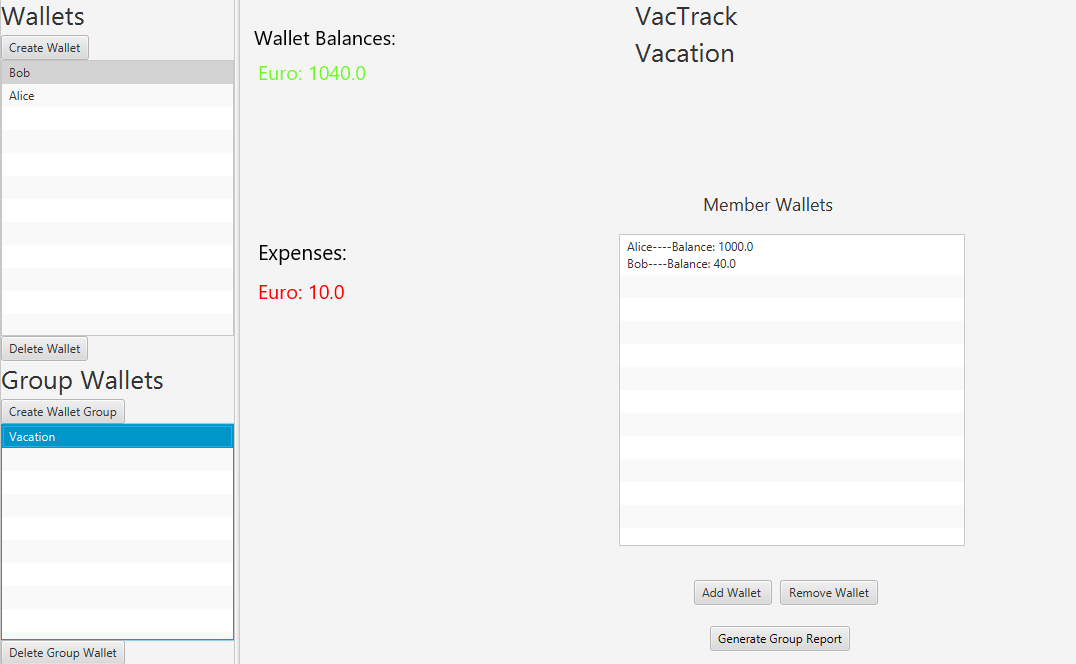 Wallets
Create Wallet
Bob
Alice
Delete Wallet
Group Wallets
Create Wallet Group
Vacation
Delete Group Wallet
Wallet Balances:
Euro: 1040.0
Expenses:
Euro: 10.0
VacTrack
Vacation
Member Wallets
Alice----Balance: 1000.0
Bob----Balance: 40.0
Add Wallet
Remove Wallet
Generate Group Report